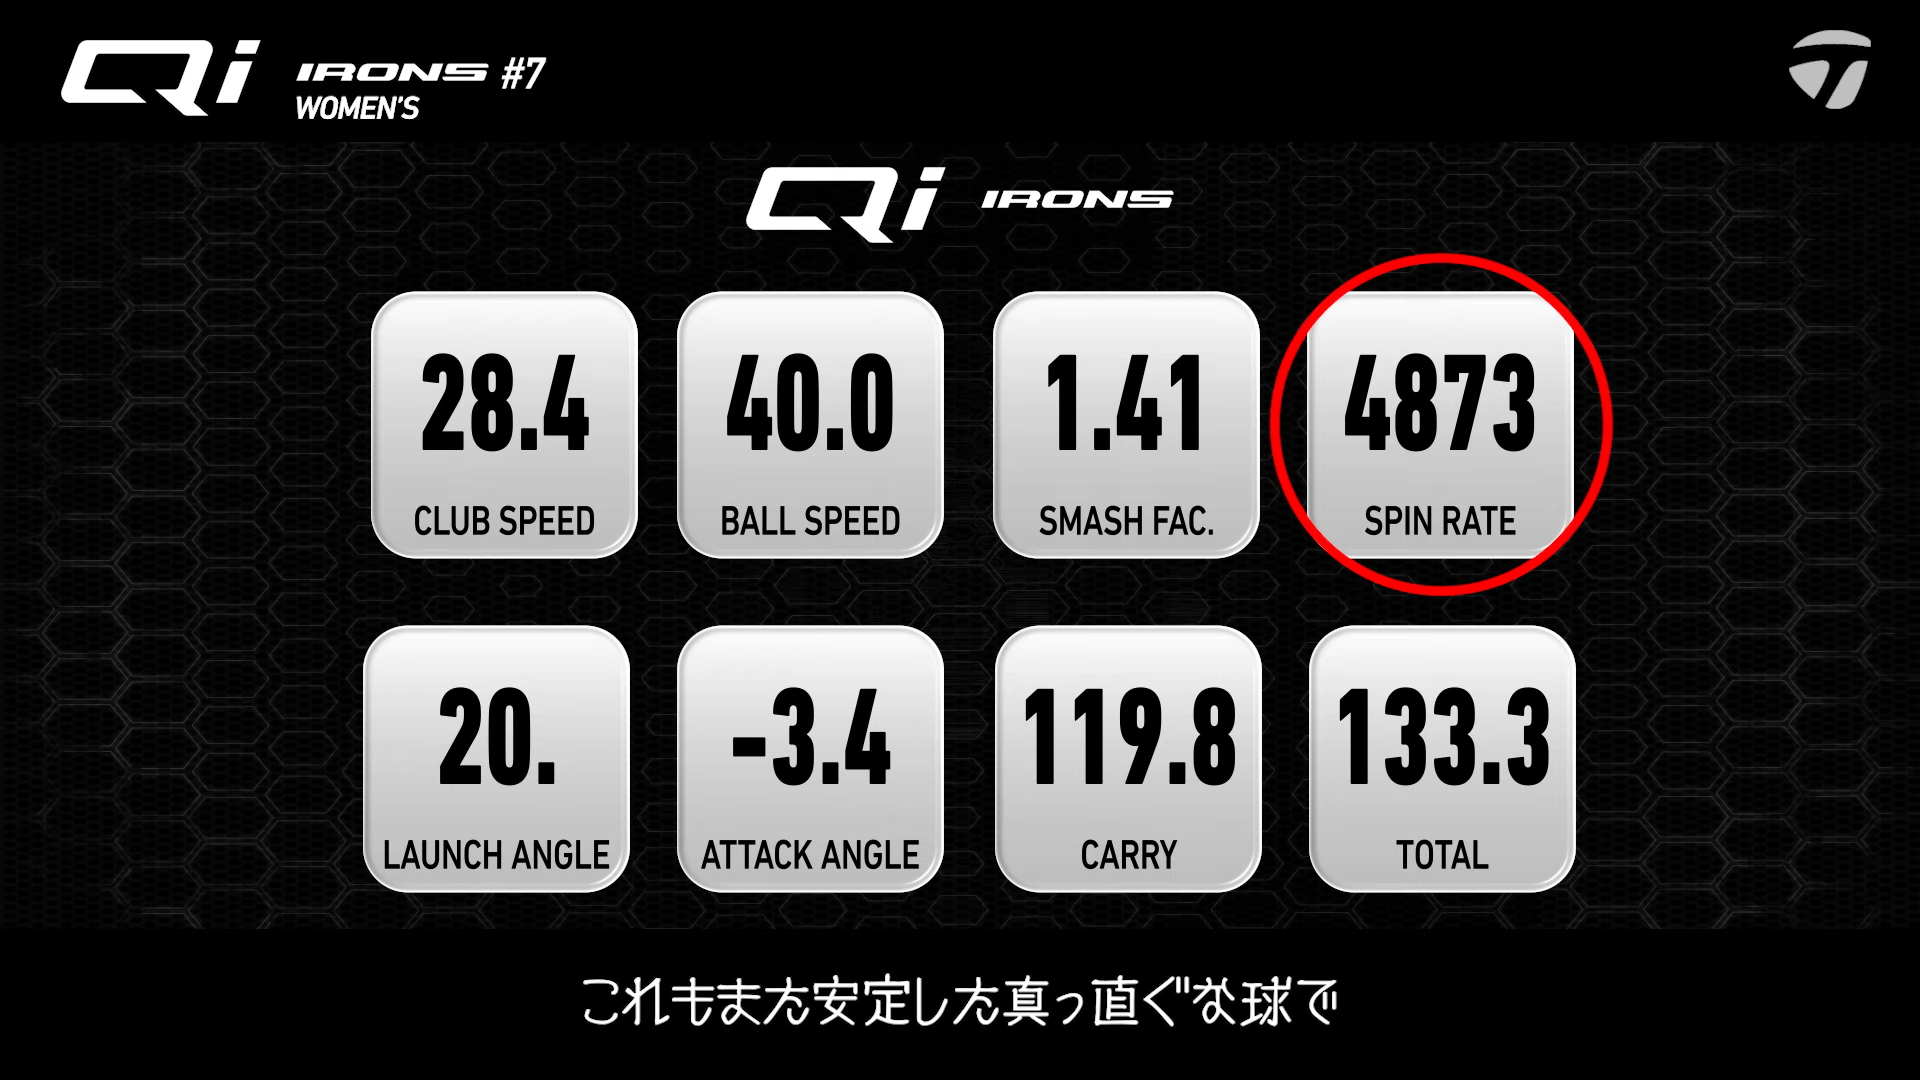 Qi IRONS #7
WOMEN'S
Qi IRONS
28.4 40.0 1.41 4873
CLUB SPEED BALL SPEED SMASH FAC. SPIN RATE
20. -3.4 119.8 133.3
LAUNCH ANGLE ATTACK ANGLE CARRY TOTAL
これもまた安定した真っ直ぐな球で